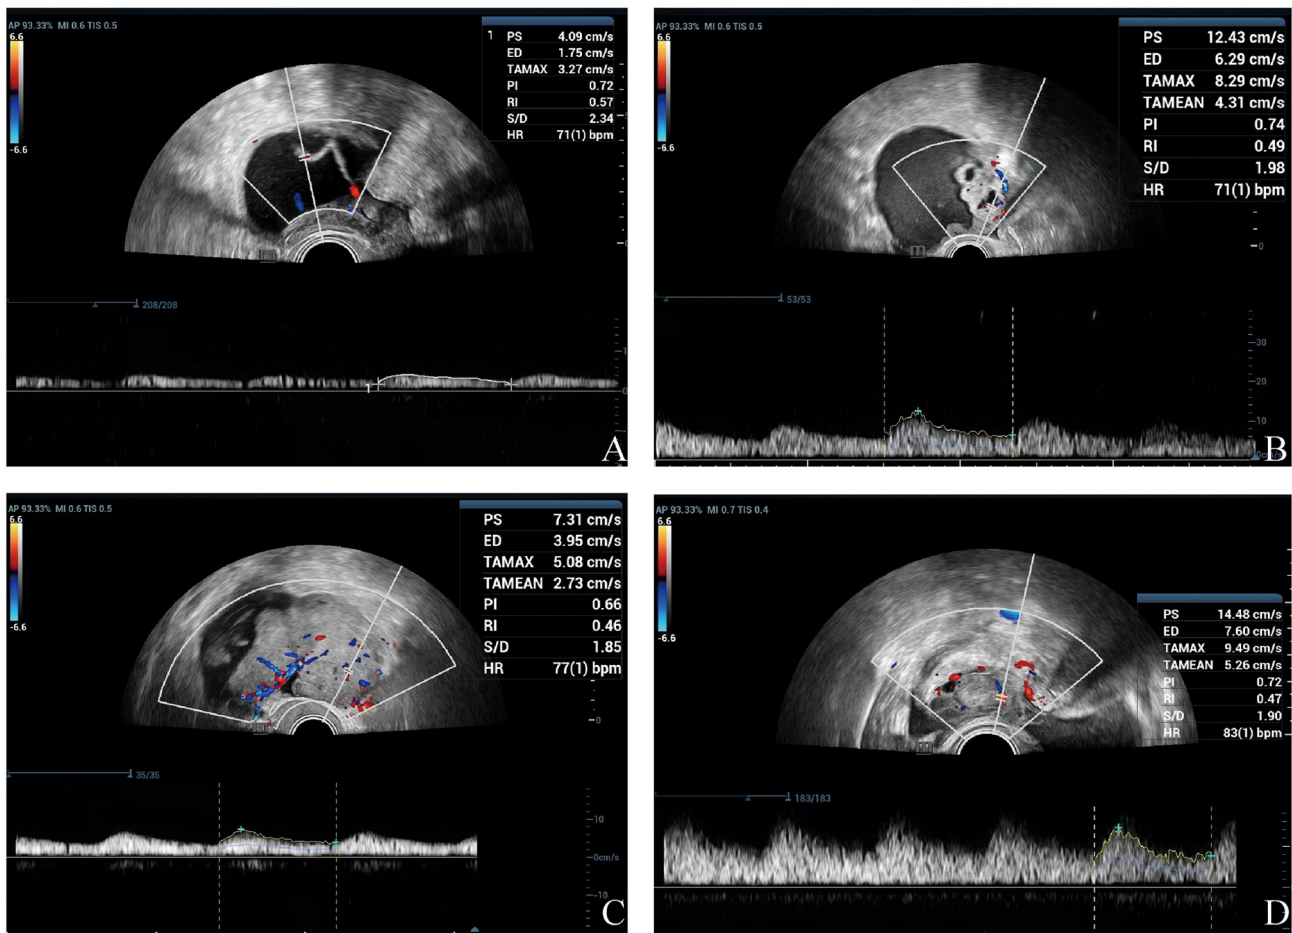 AP 93.33% MI 0.6 TIS 0.5
6.6
-6.6
1 PS 4.09 cm/s
ED 1.75 cm/s
TAMAX 3.27 cm/s
PI 0.72
RI 0.57
S/D 2.34
HR 71(1) bpm
208/208
1
A
AP 93.33% MI 0.6 TIS 0.5
6.6
-6.6
PS 12.43 cm/s
ED 6.29 cm/s
TAMAX 8.29 cm/s
TAMEAN 4.31 cm/s
PI 0.74
RI 0.49
S/D 1.98
HR 71(1) bpm
0
53/53
30
20
10
B
AP 93.33% MI 0.6 TIS 0.5
6.6
-6.6
PS 7.31 cm/s
ED 3.95 cm/s
TAMAX 5.08 cm/s
TAMEAN 2.73 cm/s
PI 0.66
RI 0.46
S/D 1.85
HR 77(1) bpm
0
35/35
10
0cm/s
-10
C
AP 93.33% MI 0.7 TIS 0.4
6.6
-6.6
PS 14.48 cm/s
ED 7.60 cm/s
TAMAX 9.49 cm/s
TAMEAN 5.26 cm/s
PI 0.72
RI 0.47
S/D 1.90
HR 83(1) bpm
183/183
D